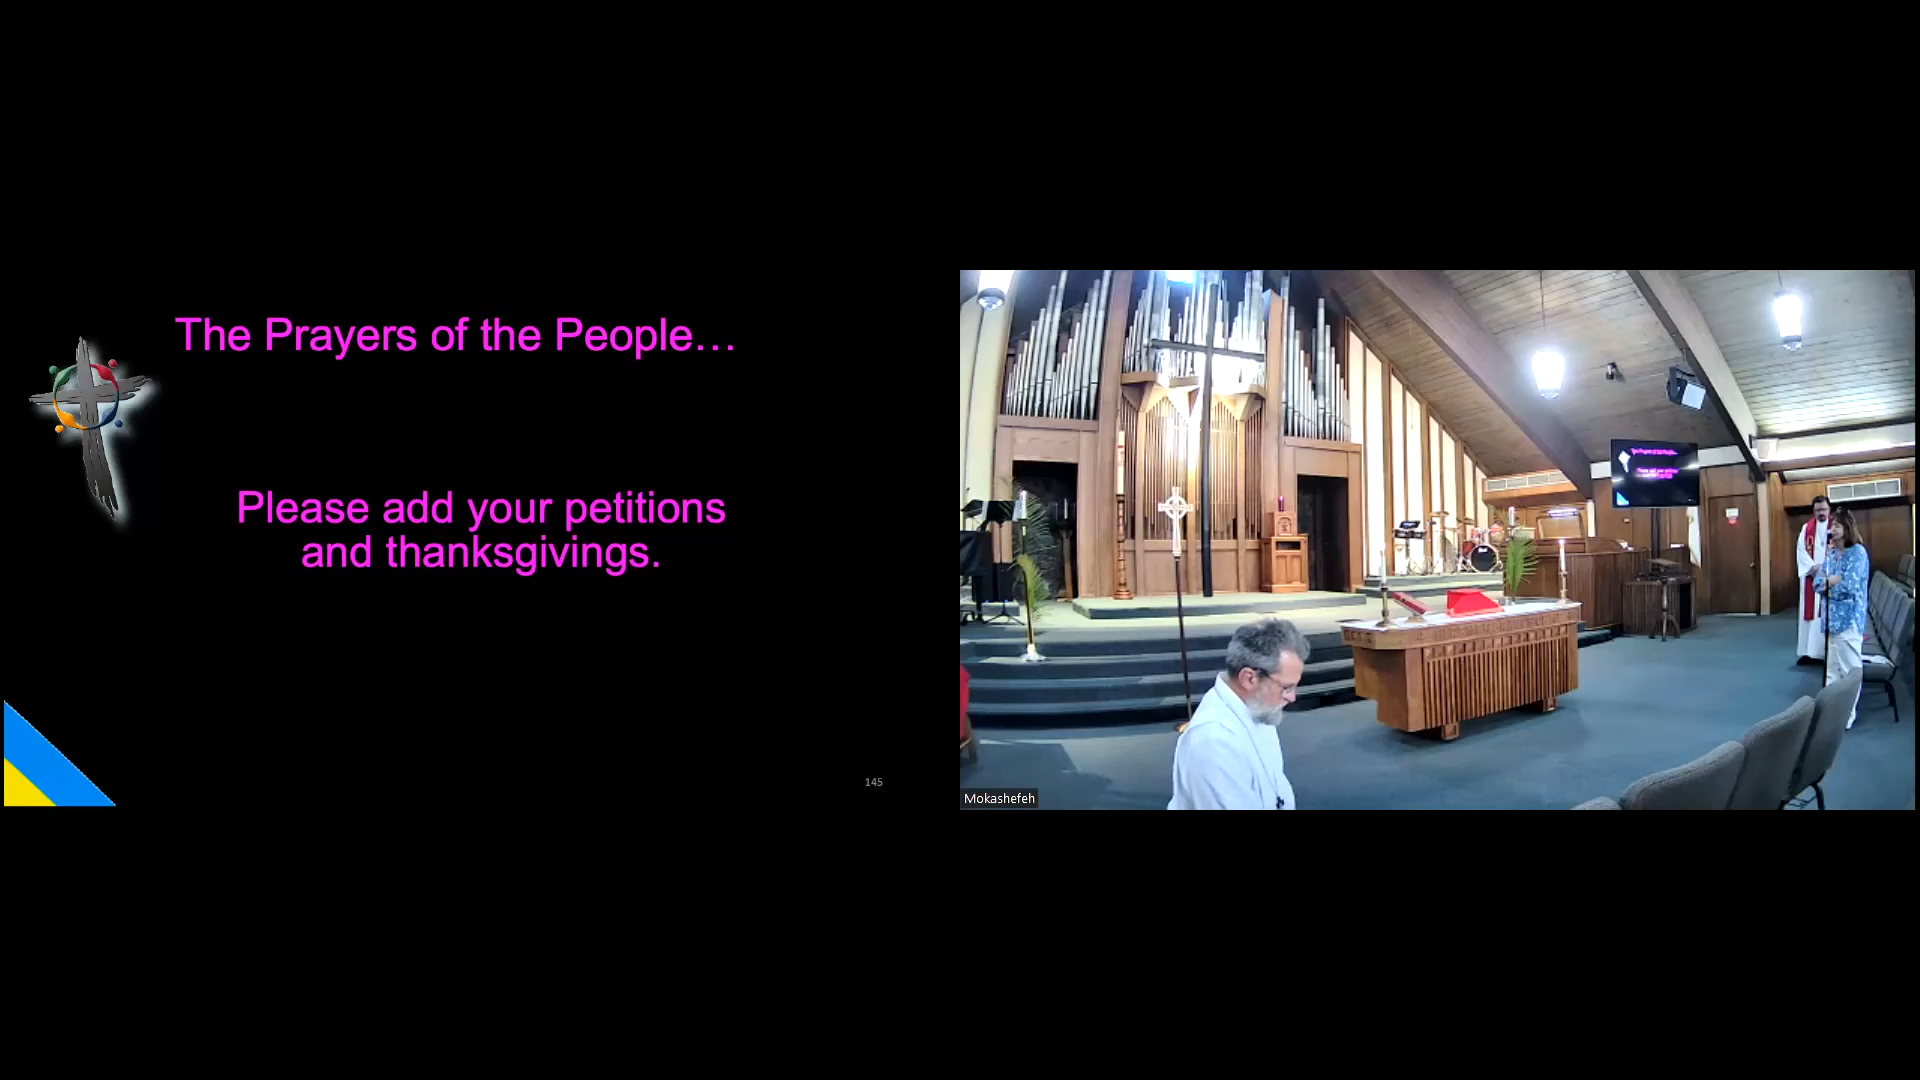 The Prayers of the People…
Please add your petitions
and thanksgivings.
145
Mokashefeh